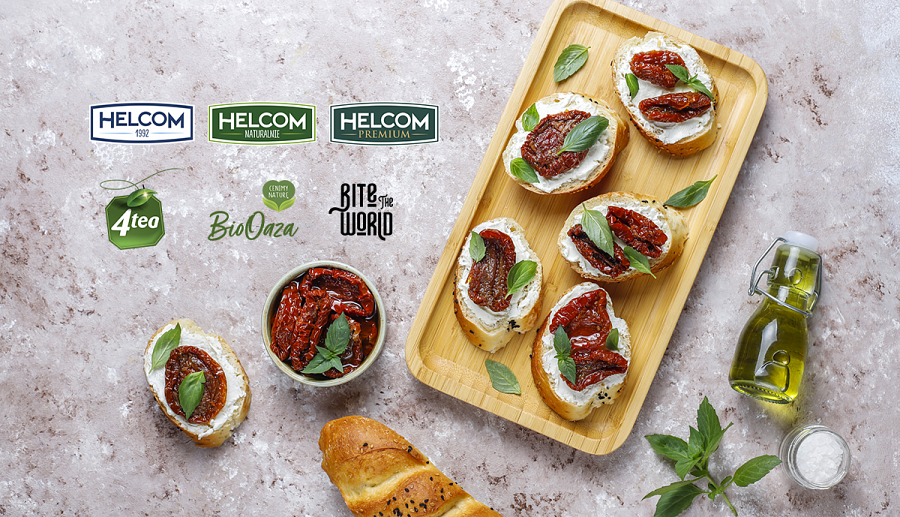 HELCOM
1992
HELCOM
NATURALNIE
HELCOM
PREMIUM
4tea
CENIMY
NATURĘ
BioOaza
BITE THE
WORLD